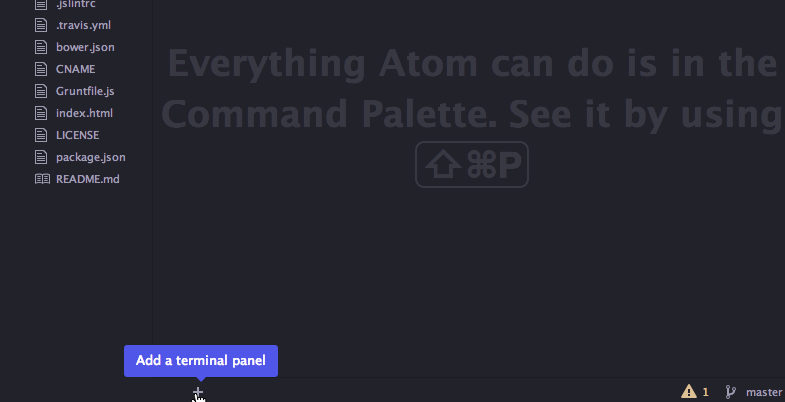 .jslintrc
.travis.yml
bower.json
CNAME
Gruntfile.js
index.html
LICENSE
package.json
README.md
Everything Atom can do is in the
Command Palette. See it by using
⇧⌘P
Add a terminal panel
+
1
master